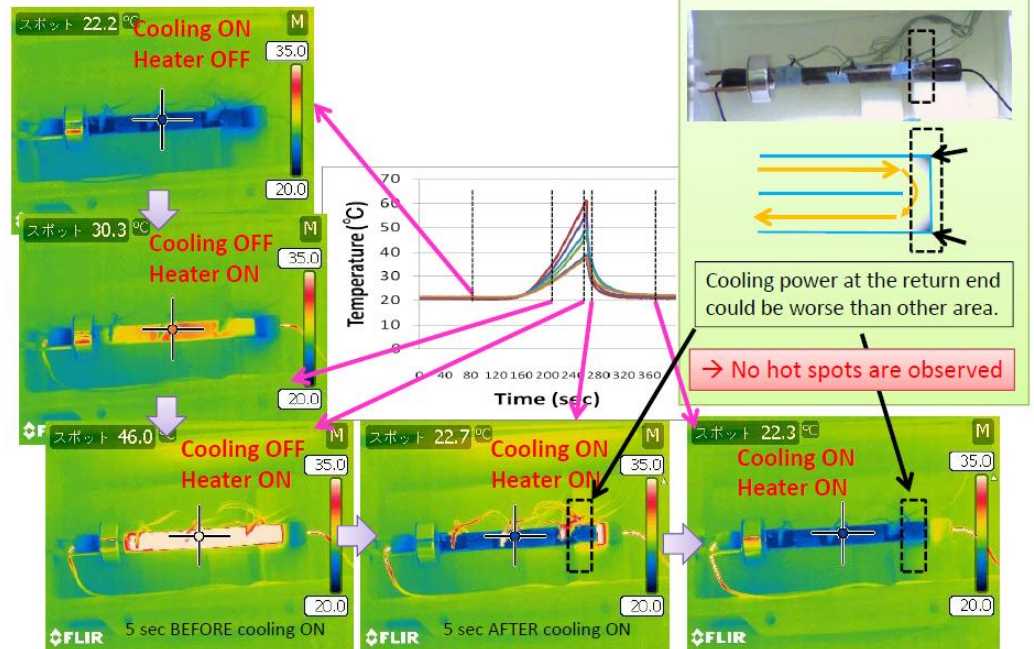 スポット 22.2 ℃
Cooling ON
Heater OFF
M
35.0
20.0
スポット 30.3 ℃
Cooling OFF
Heater ON
M
35.0
20.0
FLIR
Temperature (°C)
70
60
50
40
30
20
10
0
0 40 80 120 160 200 240 280 320 360
Time (sec)
Cooling power at the return end
could be worse than other area.
→ No hot spots are observed
スポット 46.0 ℃
Cooling OFF
Heater ON
M
35.0
20.0
FLIR
5 sec BEFORE cooling ON
スポット 22.7 ℃
Cooling ON
Heater ON
M
35.0
20.0
FLIR
5 sec AFTER cooling ON
スポット 22.3 ℃
Cooling ON
Heater ON
M
35.0
20.0
FLIR